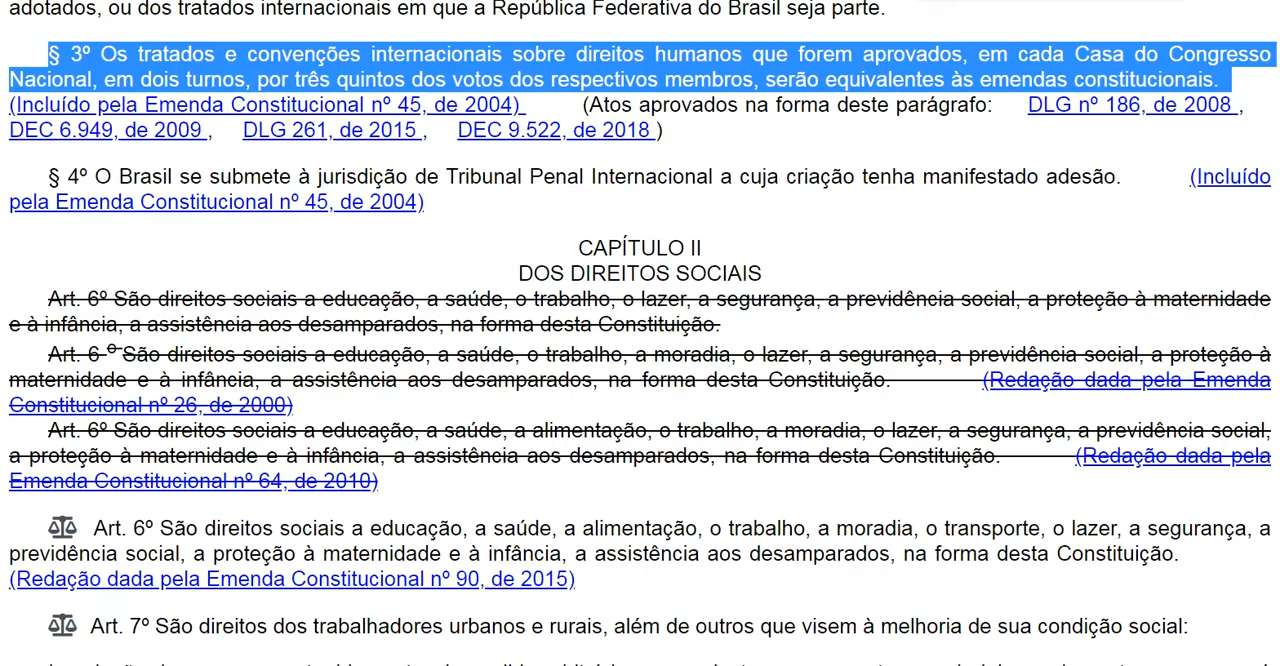 adotados, ou dos tratados internacionais em que a República Federativa do Brasil seja parte.
§ 3º Os tratados e convenções internacionais sobre direitos humanos que forem aprovados, em cada Casa do Congresso
Nacional, em dois turnos, por três quintos dos votos dos respectivos membros, serão equivalentes às emendas constitucionais.
(Incluído pela Emenda Constitucional nº 45, de 2004) (Atos aprovados na forma deste parágrafo: DLG nº 186, de 2008 ,
DEC 6.949, de 2009 , DLG 261, de 2015 , DEC 9.522, de 2018 )
§ 4º O Brasil se submete à jurisdição de Tribunal Penal Internacional a cuja criação tenha manifestado adesão. (Incluído
pela Emenda Constitucional nº 45, de 2004)
CAPÍTULO II
DOS DIREITOS SOCIAIS
Art. 6º São direitos sociais a educação, a saúde, o trabalho, o lazer, a segurança, a previdência social, a proteção à maternidade
e à infância, a assistência aos desamparados, na forma desta Constituição.
Art. 6 º São direitos sociais a educação, a saúde, o trabalho, a moradia, o lazer, a segurança, a previdência social, a proteção à
maternidade e à infância, a assistência aos desamparados, na forma desta Constituição. (Redação dada pela Emenda
Constitucional nº 26, de 2000)
Art. 6º São direitos sociais a educação, a saúde, a alimentação, o trabalho, a moradia, o lazer, a segurança, a previdência social,
a proteção à maternidade e à infância, a assistência aos desamparados, na forma desta Constituição. (Redação dada pela
Emenda Constitucional nº 64, de 2010)
Art. 6º São direitos sociais a educação, a saúde, a alimentação, o trabalho, a moradia, o transporte, o lazer, a segurança, a
previdência social, a proteção à maternidade e à infância, a assistência aos desamparados, na forma desta Constituição.
(Redação dada pela Emenda Constitucional nº 90, de 2015)
Art. 7º São direitos dos trabalhadores urbanos e rurais, além de outros que visem à melhoria de sua condição social: